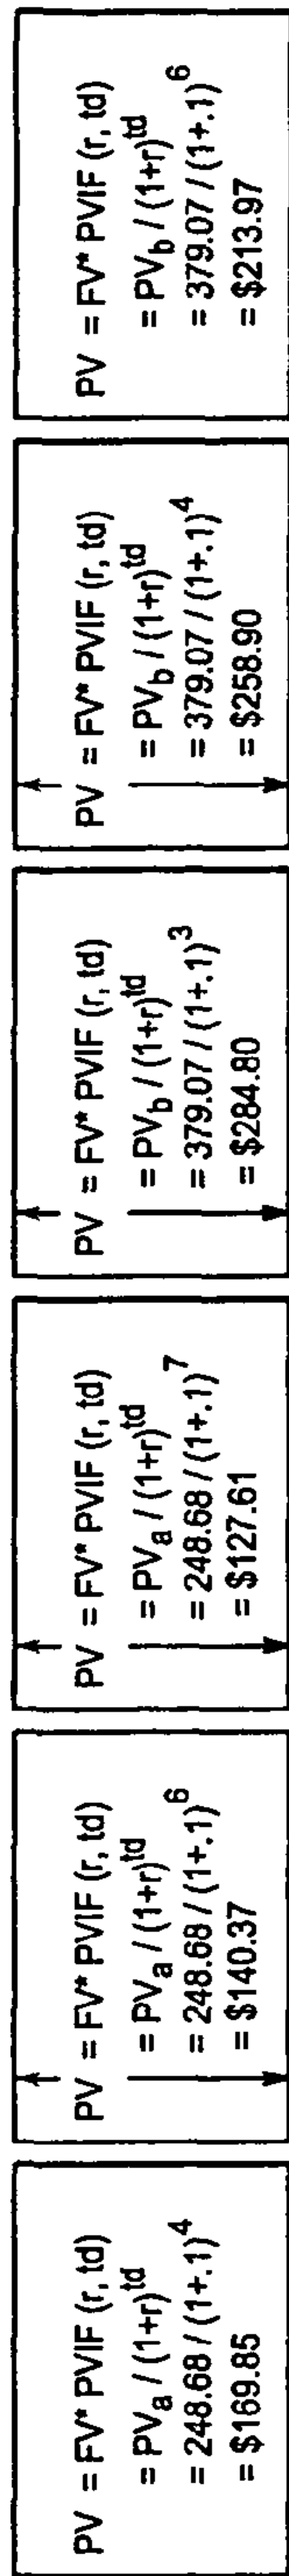 PV = FV* PVIF (r, td)
= PVₐ / (1+r)^td
= 248.68 / (1+.1)^4
= $169.85
PV = FV* PVIF (r, td)
= PVₐ / (1+r)^td
= 248.68 / (1+.1)^6
= $140.37
PV = FV* PVIF (r, td)
= PVₐ / (1+r)^td
= 248.68 / (1+.1)^7
= $127.61
PV = FV* PVIF (r, td)
= PV_b / (1+r)^td
= 379.07 / (1+.1)^3
= $284.80
PV = FV* PVIF (r, td)
= PV_b / (1+r)^td
= 379.07 / (1+.1)^4
= $258.90
PV = FV* PVIF (r, td)
= PV_b / (1+r)^td
= 379.07 / (1+.1)^6
= $213.97